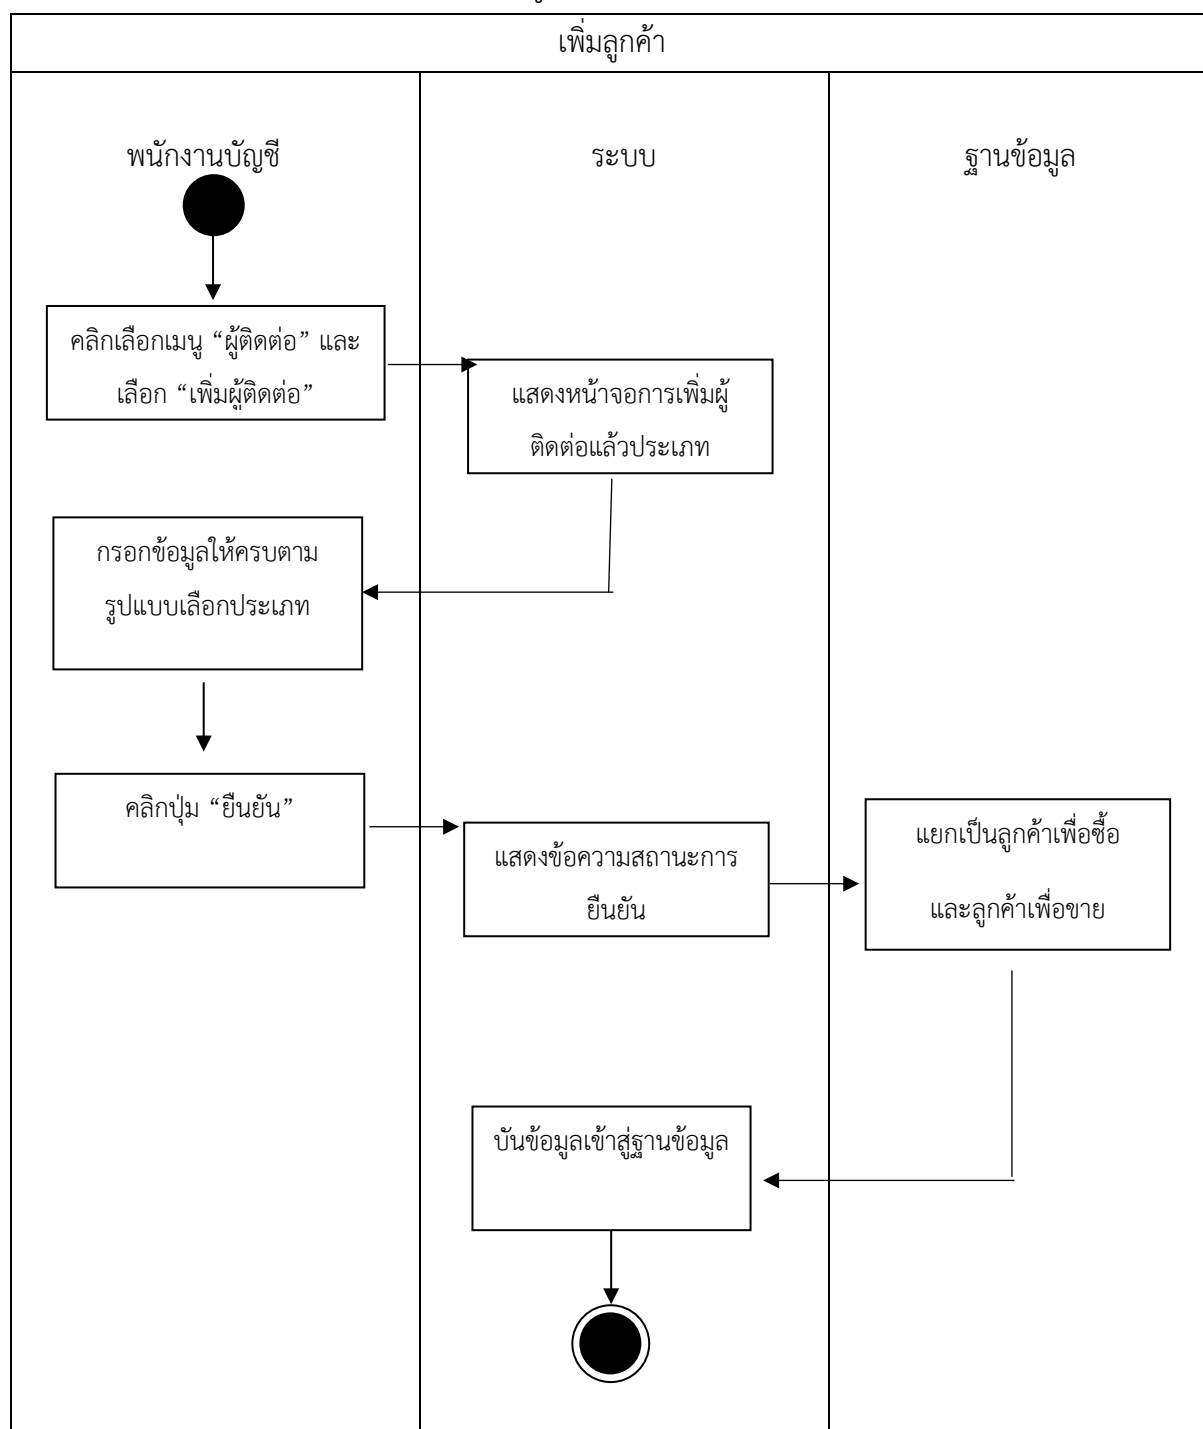 เพิ่มลูกค้า
พนักงานบัญชี
ระบบ
ฐานข้อมูล
คลิกเลือกเมนู “ผู้ติดต่อ” และ
เลือก “เพิ่มผู้ติดต่อ”
แสดงหน้าจอการเพิ่มผู้
ติดต่อแล้วประเภท
กรอกข้อมูลให้ครบตาม
รูปแบบเลือกประเภท
คลิกปุ่ม “ยืนยัน”
แสดงข้อความสถานะการ
ยืนยัน
แยกเป็นลูกค้าเพื่อซื้อ
และลูกค้าเพื่อขาย
บันข้อมูลเข้าสู่ฐานข้อมูล